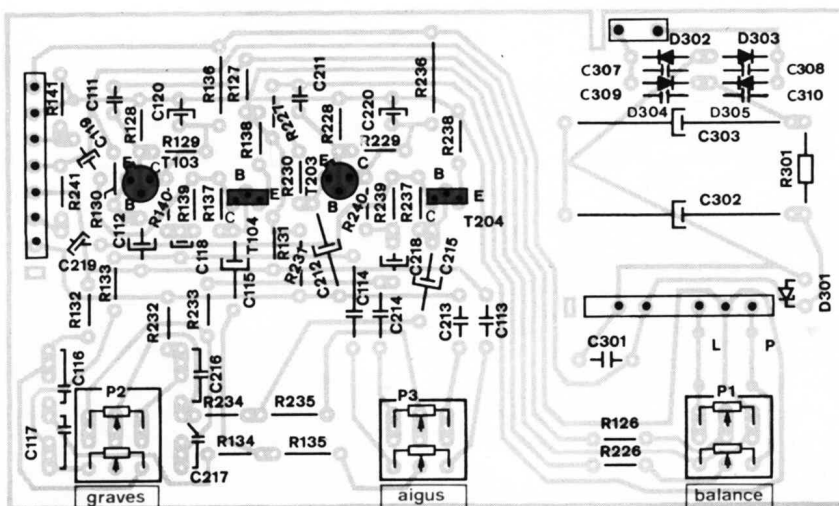 R141
C111
C120
R136
R127
C211
R236
D302
D303
C307
C308
C309
C310
D304
D305
C303
C119
R128
R129
T103
R138
R221
R228
C220
R229
R238
E
C
B
R241
R130
C112
R140
R139
R137
B
E
C
T104
R230
T203
E
C
B
R240
R239
R237
B
E
C
T204
R301
C302
C219
C118
C115
R131
R231
C212
C218
C215
R132
R133
R232
R233
C114
C214
C213
C113
D301
C301
L
P
C116
P2
C216
C117
R234
R235
R134
R135
C217
P3
R126
R226
P1
graves
aigus
balance